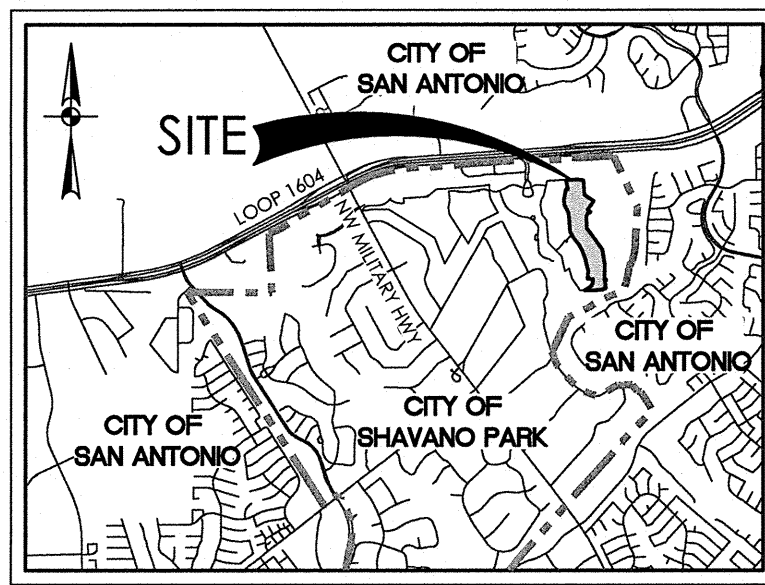 CITY OF
SAN ANTONIO
SITE
LOOP 1604
NW MILITARY HWY
CITY OF
SAN ANTONIO
CITY OF
SAN ANTONIO
CITY OF
SHAVANO PARK